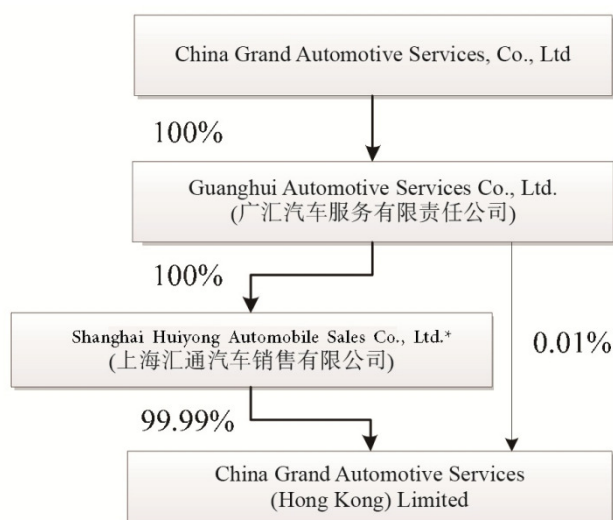 China Grand Automotive Services, Co., Ltd
100%
Guanghui Automotive Services Co., Ltd.
(广汇汽车服务有限责任公司)
100%
Shanghai Huiyong Automobile Sales Co., Ltd.*
(上海汇通汽车销售有限公司)
0.01%
99.99%
China Grand Automotive Services
(Hong Kong) Limited